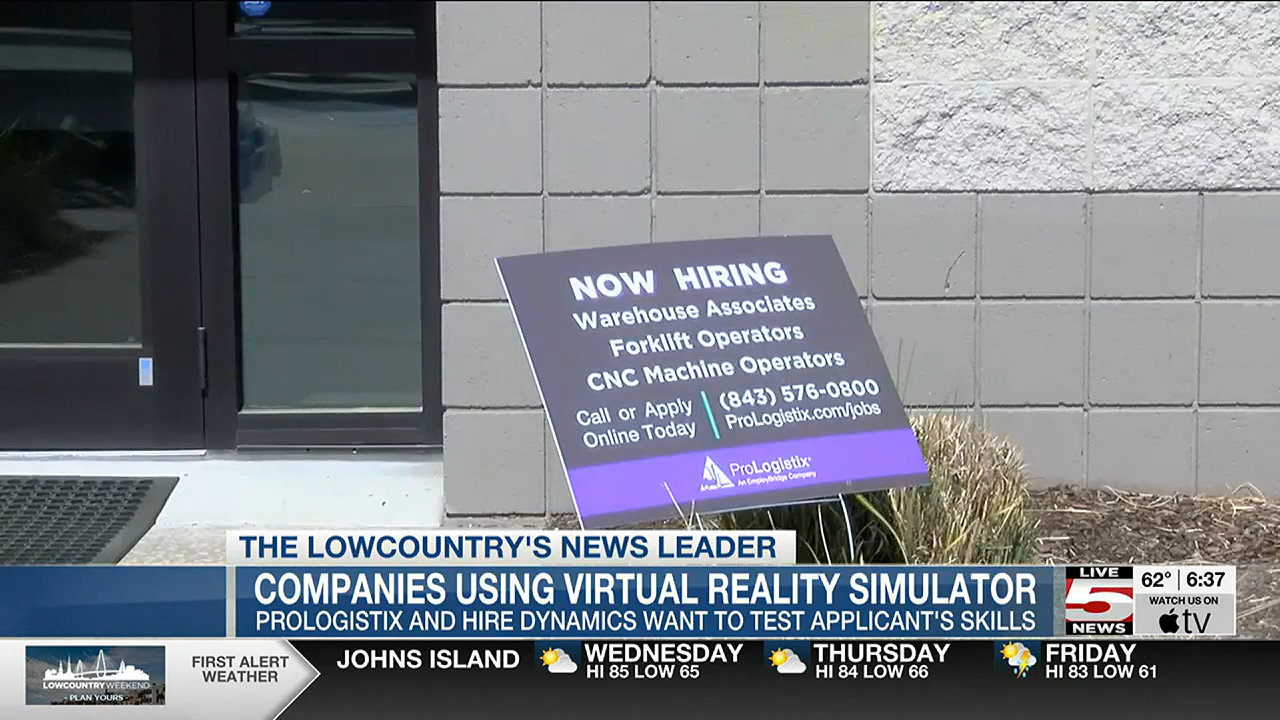 NOW HIRING
Warehouse Associates
Forklift Operators
CNC Machine Operators
Call or Apply
Online Today
(843) 576-0800
ProLogistix.com/jobs
ProLogistix
An EmployBridge Company
THE LOWCOUNTRY'S NEWS LEADER
COMPANIES USING VIRTUAL REALITY SIMULATOR
PROLOGISTIX AND HIRE DYNAMICS WANT TO TEST APPLICANT'S SKILLS
LIVE
5
NEWS
62° | 6:37
WATCH US ON
tv
LOWCOUNTRY WEEKEND
- PLAN YOURS -
FIRST ALERT
WEATHER
JOHNS ISLAND
WEDNESDAY
HI 85 LOW 65
THURSDAY
HI 84 LOW 66
FRIDAY
HI 83 LOW 61